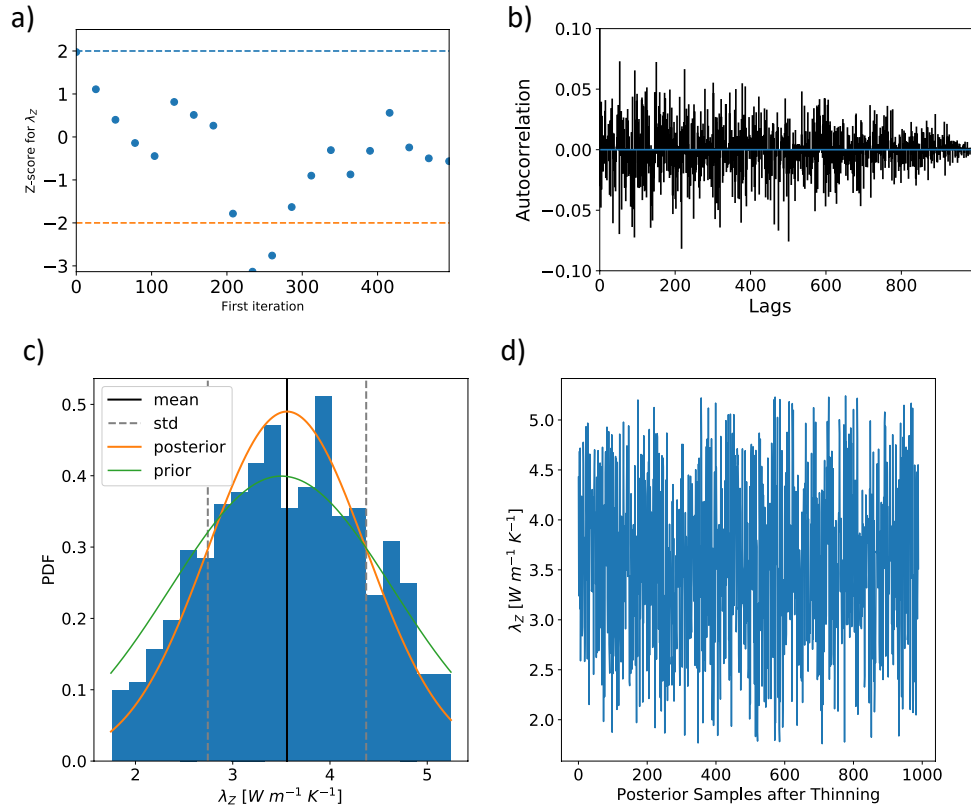 a)
2
1
0
−1
−2
−3
Z-score for λZ
0
100
200
300
400
First iteration
b)
0.10
0.05
0.00
−0.05
−0.10
Autocorrelation
0
200
400
600
800
Lags
c)
mean
std
posterior
prior
0.5
0.4
0.3
0.2
0.1
0.0
PDF
2
3
4
5
λZ [W m−1 K−1]
d)
5.0
4.5
4.0
3.5
3.0
2.5
2.0
λZ [W m−1 K−1]
0
200
400
600
800
1000
Posterior Samples after Thinning